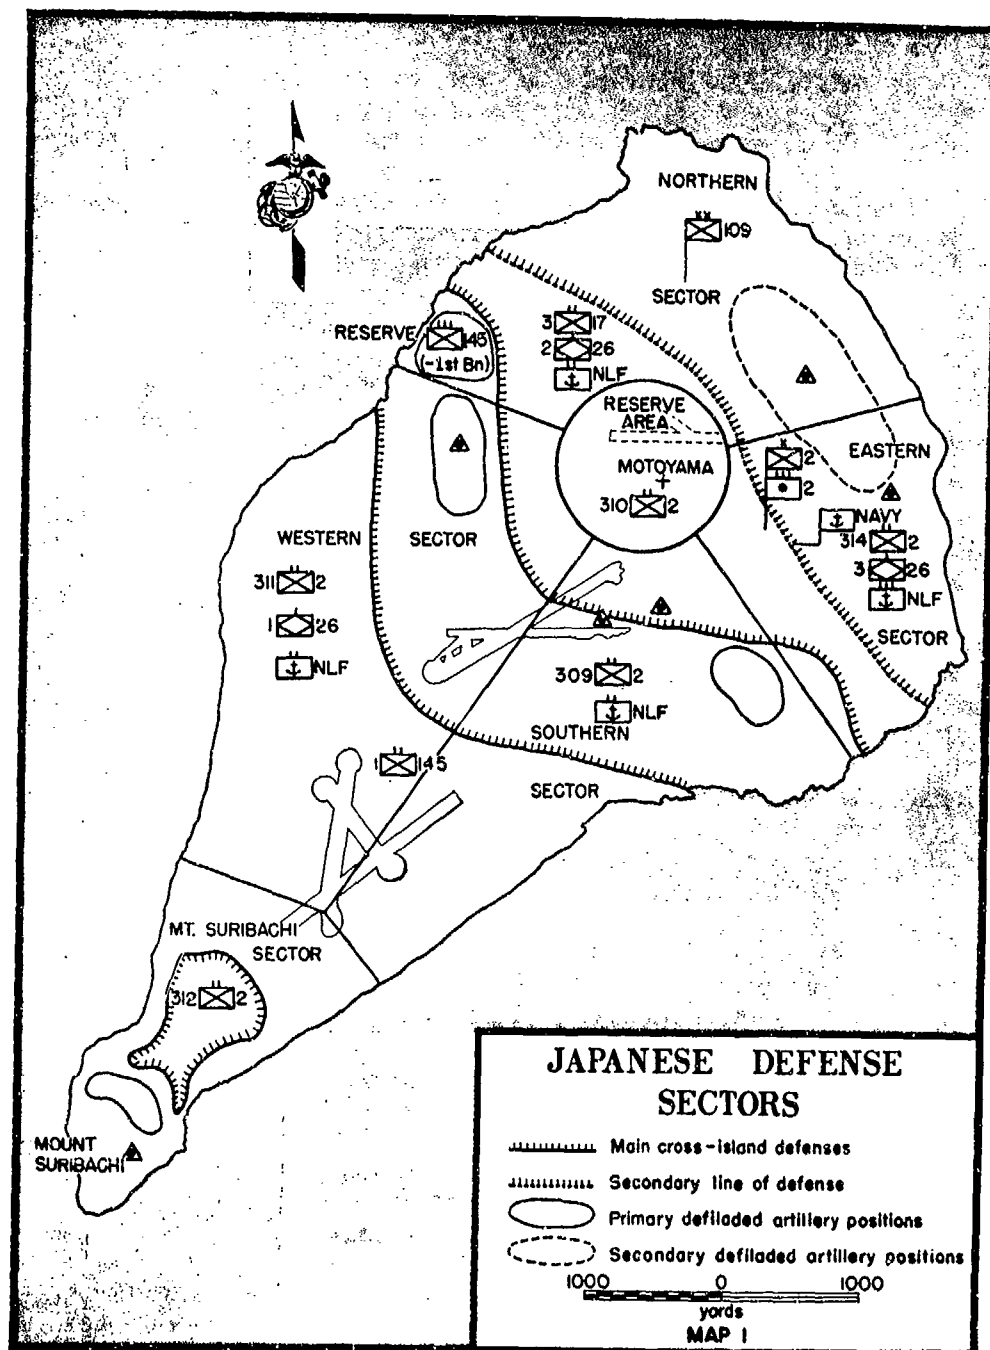 NORTHERN
XX
109
SECTOR
RESERVE
145
(-1st Bn)
3 17
2 26
NLF
RESERVE
AREA
MOTOYAMA
310 2
EASTERN
2
2
NAVY
314 2
3 26
NLF
SECTOR
WESTERN
SECTOR
311 2
1 26
NLF
309 2
NLF
SOUTHERN
SECTOR
1 145
MT. SURIBACHI
SECTOR
312 2
MOUNT
SURIBACHI
JAPANESE DEFENSE
SECTORS
Main cross-island defenses
Secondary line of defense
Primary defiladed artillery positions
Secondary defiladed artillery positions
1000 0 1000
yards
MAP I